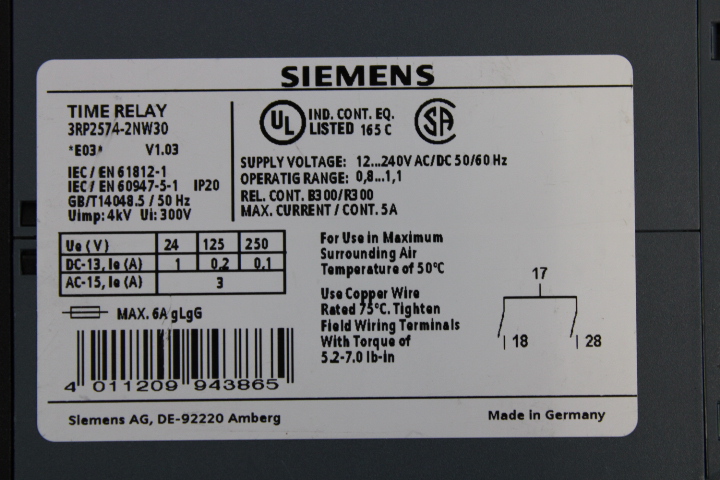 SIEMENS
TIME RELAY
3RP2574-2NW30
*E03* V1.03
IEC / EN 61812-1
IEC / EN 60947-5-1 IP20
GB/T14048.5 / 50 Hz
Uimp: 4kV Ui: 300V
UL IND. CONT. EQ. SA
LISTED 165 C
SUPPLY VOLTAGE: 12...240V AC/DC 50/60 Hz
OPERATIG RANGE: 0,8...1,1
REL. CONT. B300/R300
MAX. CURRENT / CONT. 5A
Ue (V) 24 125 250
DC-13, Ie (A) 1 0,2 0,1
AC-15, Ie (A) 3
MAX. 6A gLgG
4 011209 943865
For Use in Maximum
Surrounding Air
Temperature of 50°C
Use Copper Wire
Rated 75°C. Tighten
Field Wiring Terminals
With Torque of
5.2-7.0 lb-in
17
18 28
Siemens AG, DE-92220 Amberg
Made in Germany